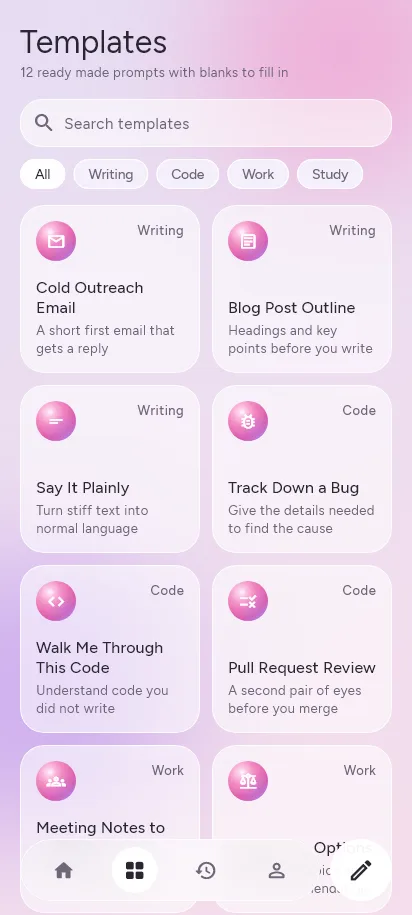 Templates
12 ready made prompts with blanks to fill in
Search templates
All Writing Code Work Study
Writing
Cold Outreach
Email
A short first email that
gets a reply
Writing
Blog Post Outline
Headings and key
points before you write
Writing
Say It Plainly
Turn stiff text into
normal language
Code
Track Down a Bug
Give the details needed
to find the cause
Code
Walk Me Through
This Code
Understand code you
did not write
Code
Pull Request Review
A second pair of eyes
before you merge
Work
Meeting Notes to
Work
Options